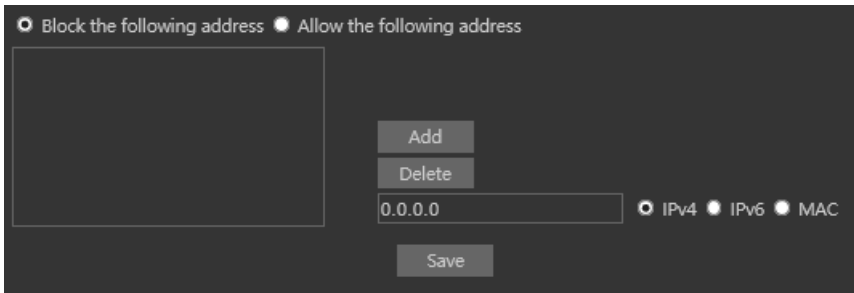 Block the following address Allow the following address
Add
Delete
0.0.0.0 IPv4 IPv6 MAC
Save